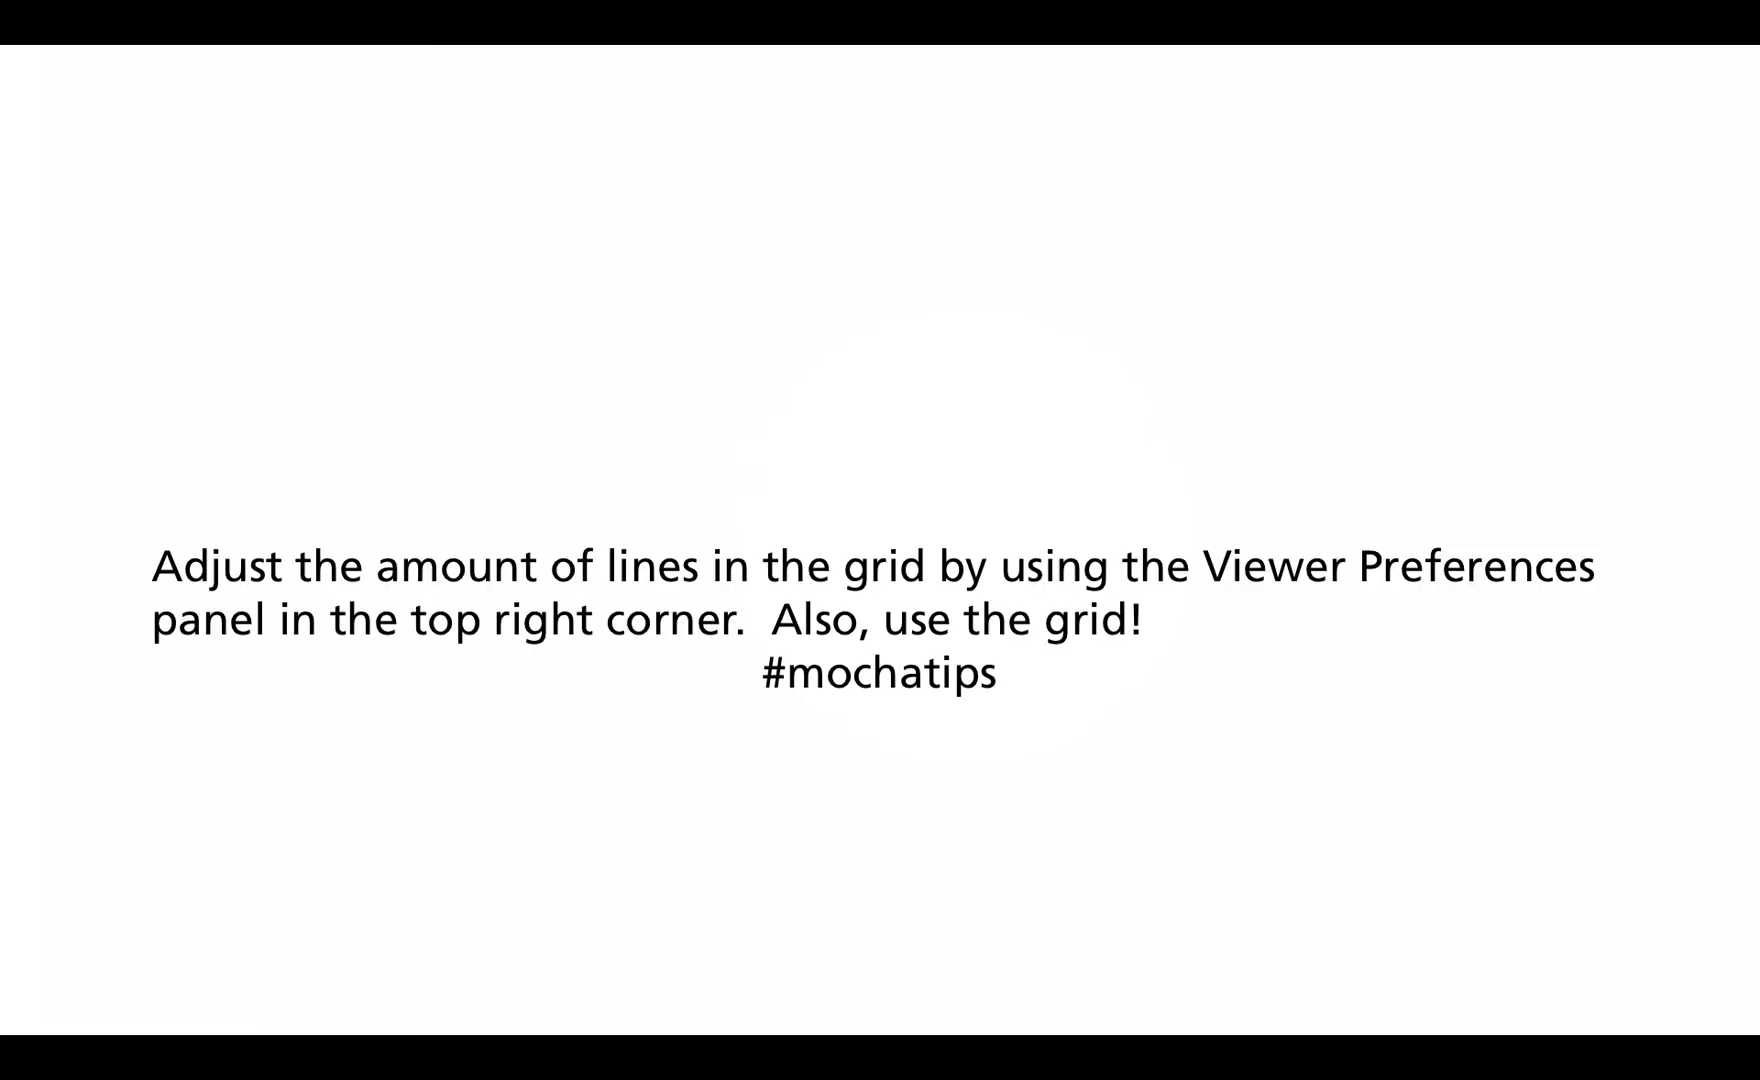 Adjust the amount of lines in the grid by using the Viewer Preferences
panel in the top right corner.  Also, use the grid!
#mochatips